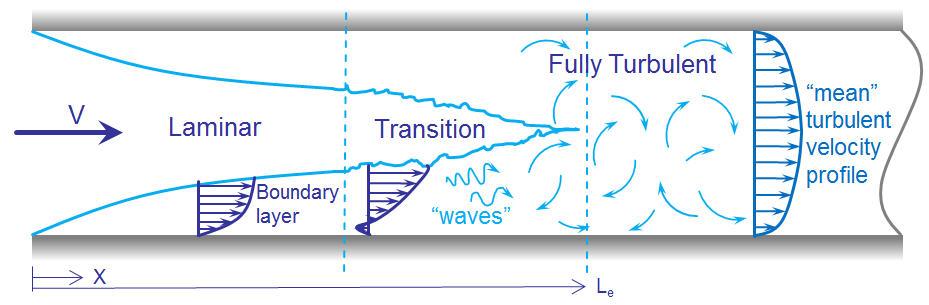 Fully Turbulent
V
Laminar
Transition
"mean"
turbulent
velocity
profile
Boundary
layer
"waves"
X
Le